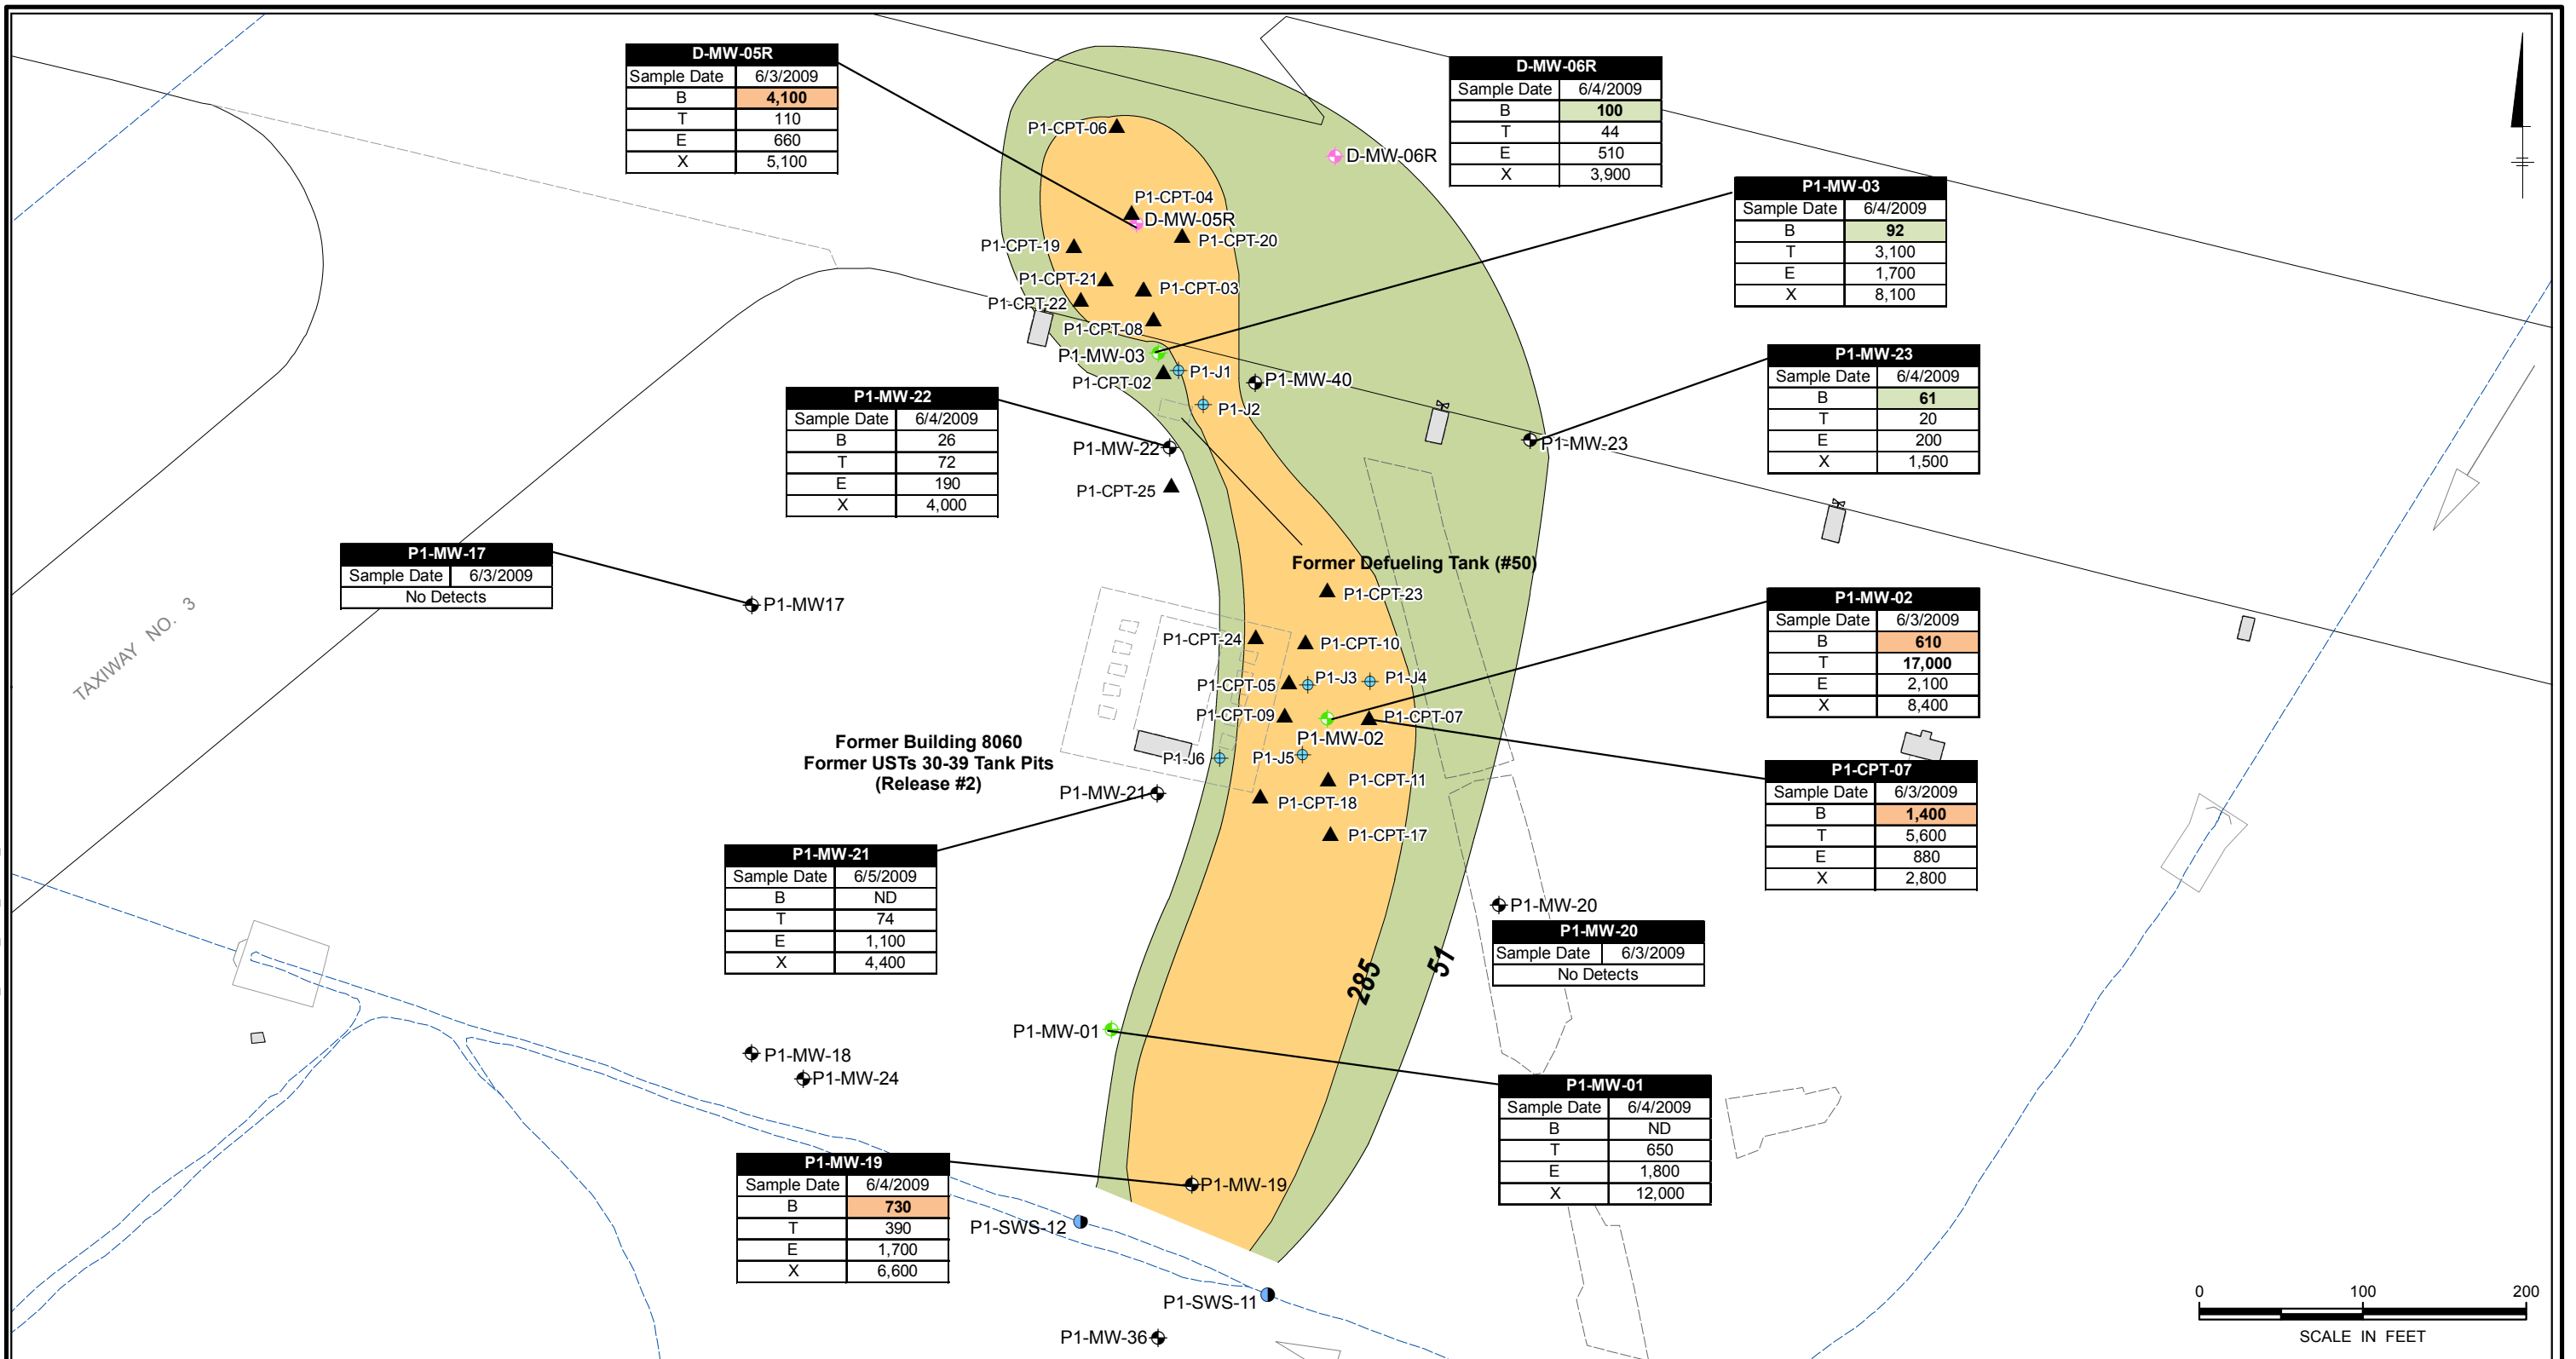 D-MW-05R
Sample Date 6/3/2009
B 4,100
T 110
E 660
X 5,100
D-MW-06R
Sample Date 6/4/2009
B 100
T 44
E 510
X 3,900
P1-MW-03
Sample Date 6/4/2009
B 92
T 3,100
E 1,700
X 8,100
P1-CPT-06
D-MW-06R
P1-CPT-04
D-MW-05R
P1-CPT-19
P1-CPT-20
P1-CPT-21
P1-CPT-03
P1-CPT-22
P1-CPT-08
P1-MW-03
P1-J1
P1-CPT-02
P1-MW-40
P1-J2
P1-MW-23
Sample Date 6/4/2009
B 61
T 20
E 200
X 1,500
P1-MW-22
Sample Date 6/4/2009
B 26
T 72
E 190
X 4,000
P1-MW-22
P1-MW-23
P1-CPT-25
P1-MW-17
Sample Date 6/3/2009
No Detects
Former Defueling Tank (#50)
P1-MW17
P1-CPT-23
TAXIWAY NO. 3
P1-CPT-24
P1-CPT-10
P1-MW-02
Sample Date 6/3/2009
B 610
T 17,000
E 2,100
X 8,400
P1-CPT-05
P1-J3
P1-J4
P1-CPT-09
P1-CPT-07
P1-MW-02
Former Building 8060
Former USTs 30-39 Tank Pits
(Release #2)
P1-J6
P1-J5
P1-CPT-11
P1-MW-21
P1-CPT-18
P1-CPT-17
P1-CPT-07
Sample Date 6/3/2009
B 1,400
T 5,600
E 880
X 2,800
P1-MW-21
Sample Date 6/5/2009
B ND
T 74
E 1,100
X 4,400
P1-MW-20
P1-MW-20
Sample Date 6/3/2009
No Detects
285
51
P1-MW-01
P1-MW-18
P1-MW-24
P1-MW-01
Sample Date 6/4/2009
B ND
T 650
E 1,800
X 12,000
P1-MW-19
Sample Date 6/4/2009
B 730
T 390
E 1,700
X 6,600
P1-MW-19
P1-SWS-12
P1-SWS-11
P1-MW-36
0 100 200
SCALE IN FEET